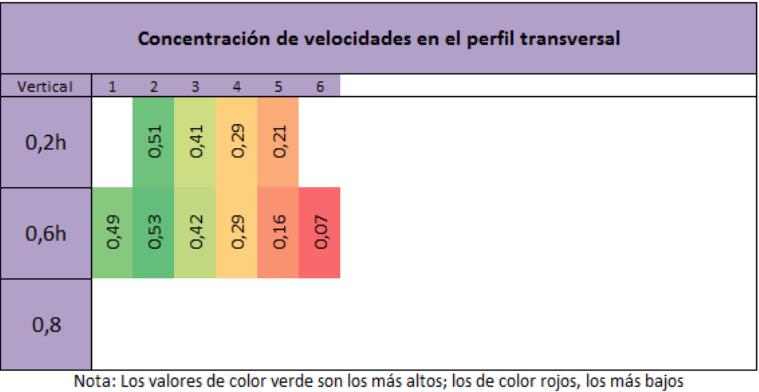 Concentración de velocidades en el perfil transversal
Vertical 1 2 3 4 5 6
0,2h 0,51 0,41 0,29 0,21
0,6h 0,49 0,53 0,42 0,29 0,16 0,07
0,8
Nota: Los valores de color verde son los más altos; los de color rojos, los más bajos